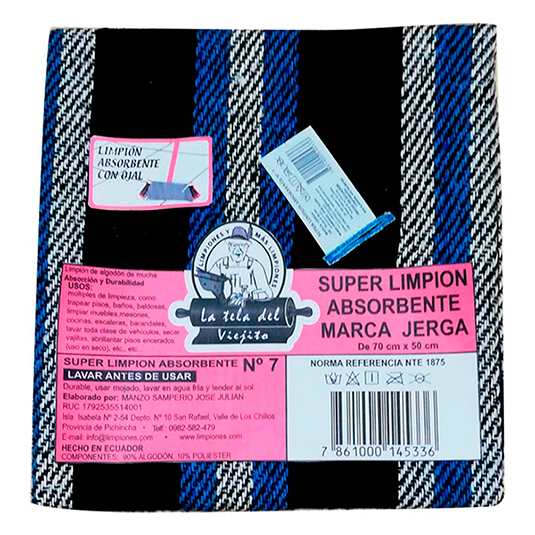 LIMPIÓN
ABSORBENTE
CON OJAL
LIMPIONES Y MÁS LIMPIONES
La tela del
Viejito
Limpión de algodón de mucha
Absorción y Durabilidad
USOS:
múltiples de limpieza, como
trapear pisos, baños, baldoeas,
limpiar muebles,mesones,
cocinas, escaleras, barandales,
lavar toda clase de vehículos, secar
vajillas, abrillantar pisos encerados
(uso en seco), etc., etc...
SUPER LIMPION ABSORBENTE Nº 7
LAVAR ANTES DE USAR
Durable, usar mojado, lavar en agua fría y tender al sol.
Elaborado por: MANZO SAMPERIO JOSE JULIAN
RUC 1792535514001
Isla Isabela Nº 2-54 Depto. Nº 10 San Rafael, Valle de Los Chillos
Provincia de Pichincha • Telf.: 0982-582-479
E-mail: info@limpiones.com • www.limpiones.com
HECHO EN ECUADOR
COMPONENTES: 90% ALGODÓN, 10% POLIESTER
SUPER LIMPION
ABSORBENTE
MARCA JERGA
De 70 cm x 50 cm
NORMA REFERENCIA NTE 1875
7 861000 145336